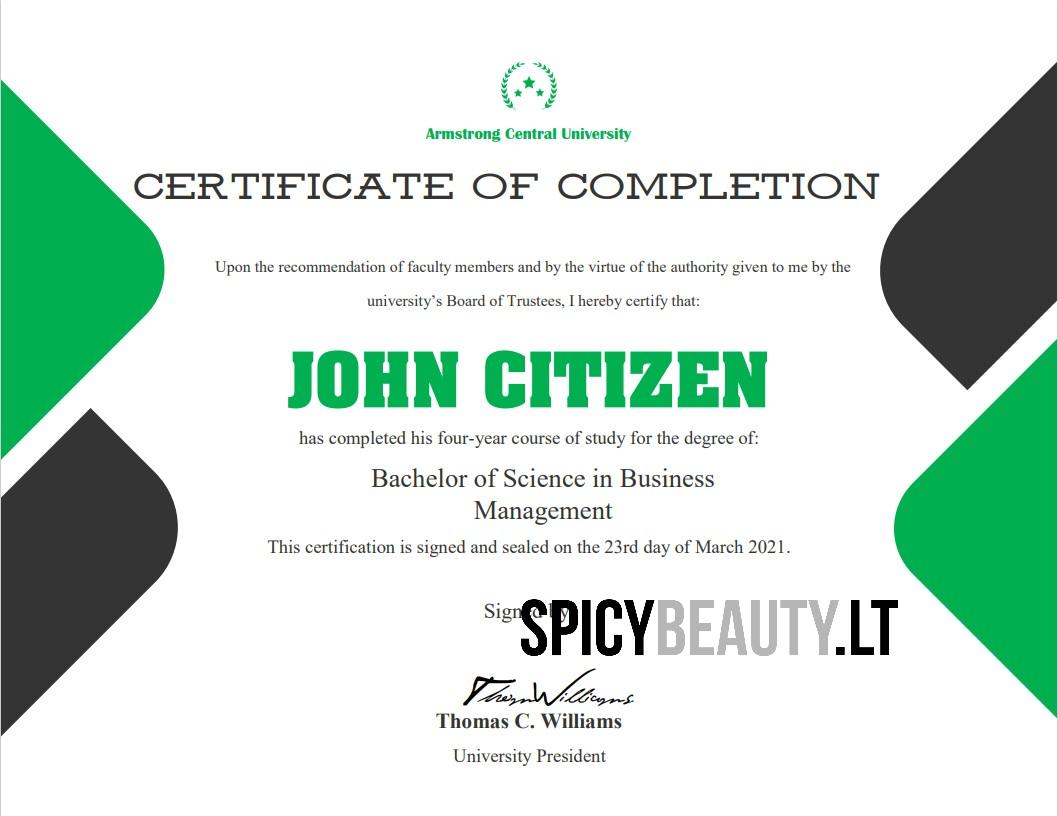 Armstrong Central University
CERTIFICATE OF COMPLETION
Upon the recommendation of faculty members and by the virtue of the authority given to me by the
university’s Board of Trustees, I hereby certify that:
JOHN CITIZEN
has completed his four-year course of study for the degree of:
Bachelor of Science in Business
Management
This certification is signed and sealed on the 23rd day of March 2021.
Signed by
SPICYBEAUTY.LT
Thom Williams
Thomas C. Williams
University President